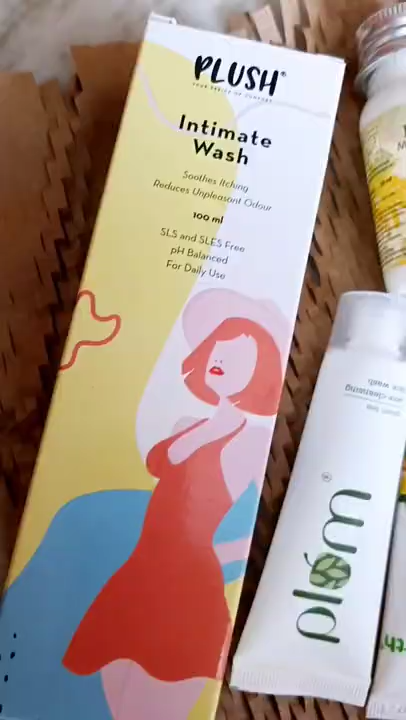 PLUSH®
Intimate
Wash
Soothes Itching
Reduces Unpleasant Odour
100 ml
SLS and SLES Free
pH Balanced
For Daily Use
plum®